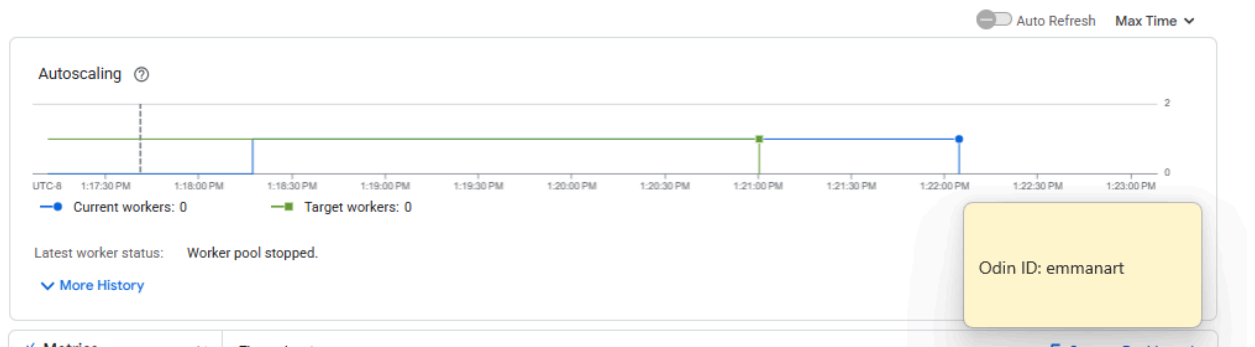 Auto Refresh Max Time
Autoscaling
2
0
UTC-8 1:17:30 PM 1:18:00 PM 1:18:30 PM 1:19:00 PM 1:19:30 PM 1:20:00 PM 1:20:30 PM 1:21:00 PM 1:21:30 PM 1:22:00 PM 1:22:30 PM 1:23:00 PM
Current workers: 0 Target workers: 0
Latest worker status: Worker pool stopped.
Odin ID: emmanart
More History
Metrics